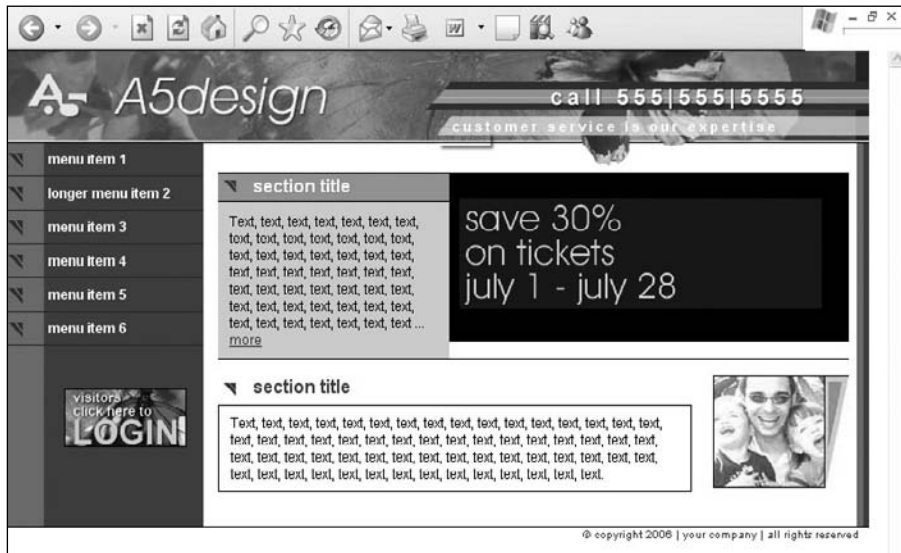 A5design
call 555|555|5555
customer service is our expertise
menu item 1
longer menu item 2
menu item 3
menu item 4
menu item 5
menu item 6
visitors
click here to
LOGIN
section title
Text, text, text, text, text, text, text,
text, text, text, text, text, text, text,
text, text, text, text, text, text, text,
text, text, text, text, text, text, text,
text, text, text, text, text, text, text,
text, text, text, text, text, text, text,
text, text, text, text, text, text, text ...
more
save 30%
on tickets
july 1 - july 28
section title
Text, text, text, text, text, text, text, text, text, text, text, text, text, text, text, text,
text, text, text, text, text, text, text, text, text, text, text, text, text, text, text, text,
text, text, text, text, text, text, text, text, text, text, text, text, text, text, text, text,
text, text, text, text, text, text, text, text, text, text, text, text, text, text.
© copyright 2006 | your company | all rights reserved